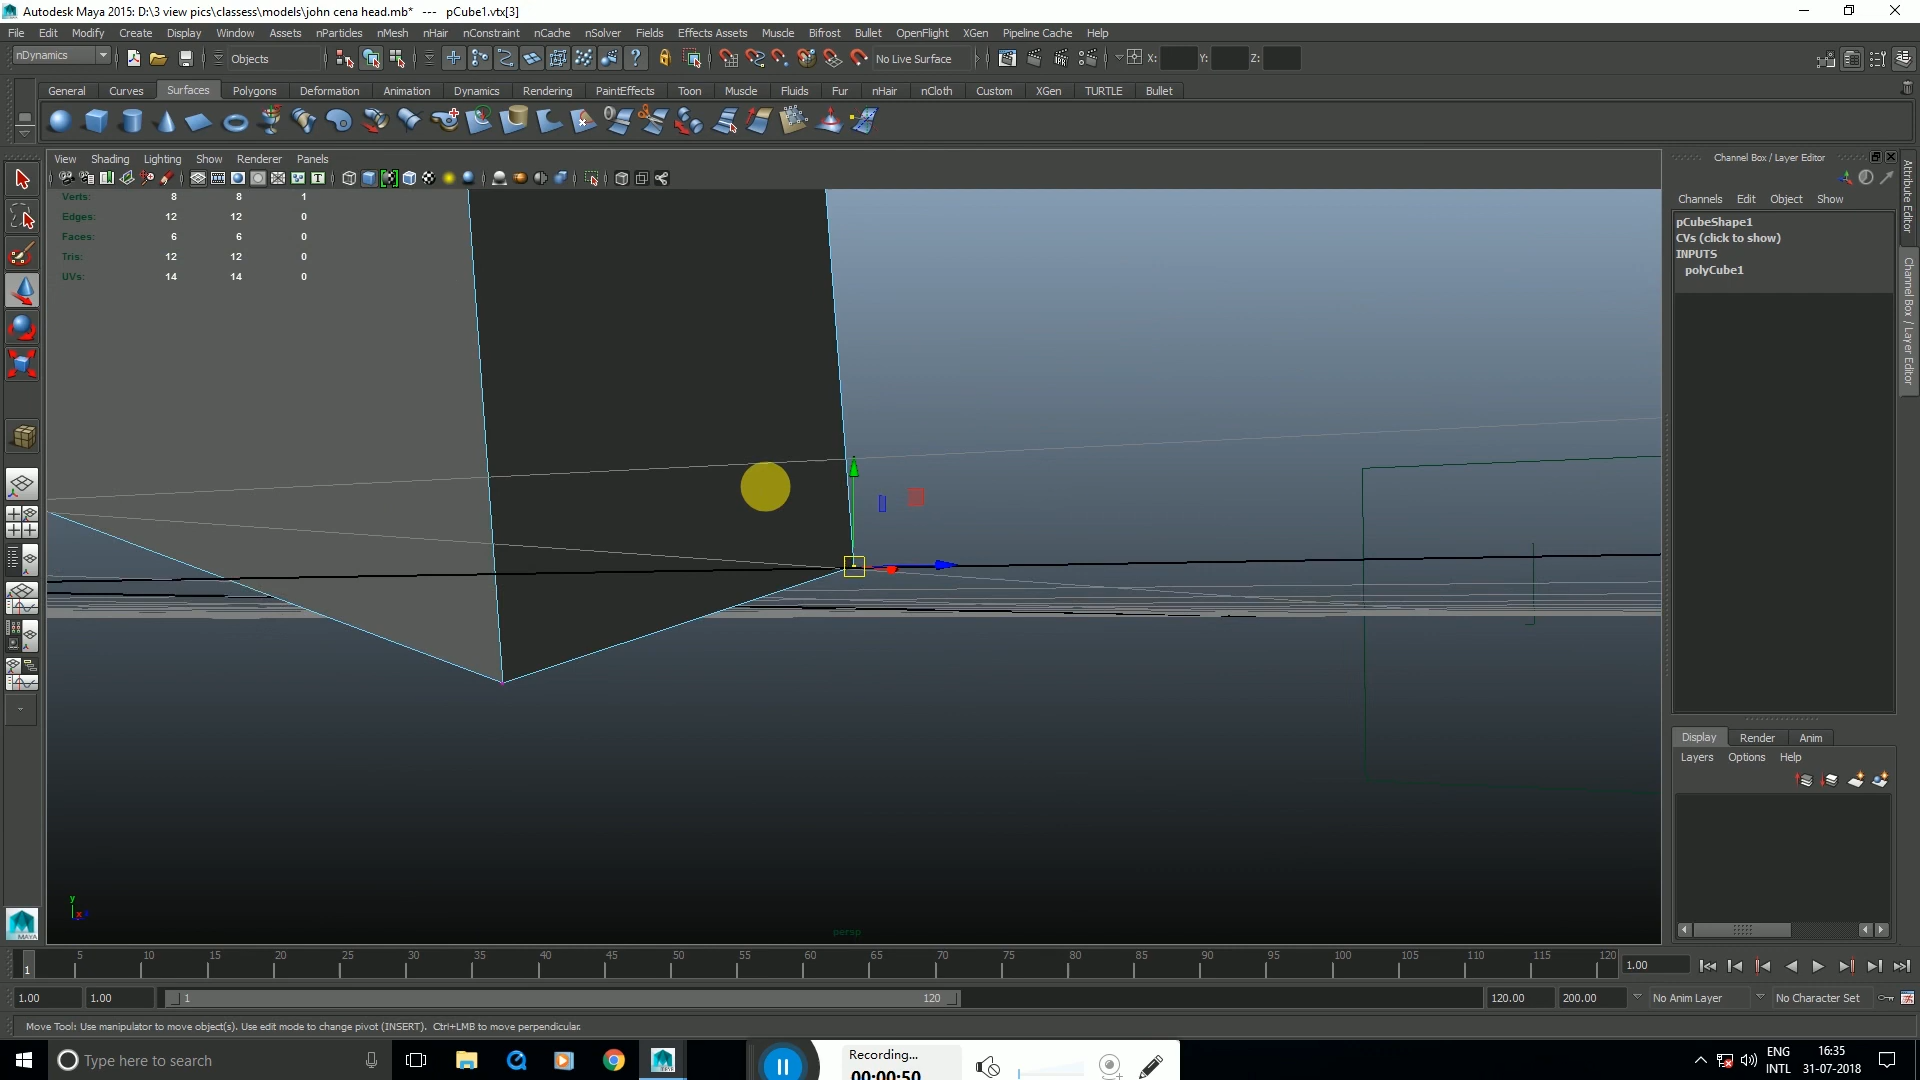 Autodesk Maya 2015: D:\3 view pics\classess\models\john cena head.mb* --- pCube1.vtx[3]
File Edit Modify Create Display Window Assets nParticles nMesh nHair nConstraint nCache nSolver Fields Effects Assets Muscle Bifrost Bullet OpenFlight XGen Pipeline Cache Help
nDynamics Objects No Live Surface X: Y: Z:
General Curves Surfaces Polygons Deformation Animation Dynamics Rendering PaintEffects Toon Muscle Fluids Fur nHair nCloth Custom XGen TURTLE Bullet
View Shading Lighting Show Renderer Panels
Verts: 8 8 1
Edges: 12 12 0
Faces: 6 6 0
Tris: 12 12 0
UVs: 14 14 0
y
x
persp
Channel Box / Layer Editor
Channels Edit Object Show
pCubeShape1
CVs (click to show)
INPUTS
polyCube1
Attribute Editor
Channel Box / Layer Editor
Display Render Anim
Layers Options Help
MAYA
1 5 10 15 20 25 30 35 40 45 50 55 60 65 70 75 80 85 90 95 100 105 110 115 120
1.00
1.00 1.00 1 120 120.00 200.00 No Anim Layer No Character Set
Move Tool: Use manipulator to move object(s). Use edit mode to change pivot (INSERT). Ctrl+LMB to move perpendicular.
Type here to search
Recording...
00:00:50
ENG
INTL
16:35
31-07-2018